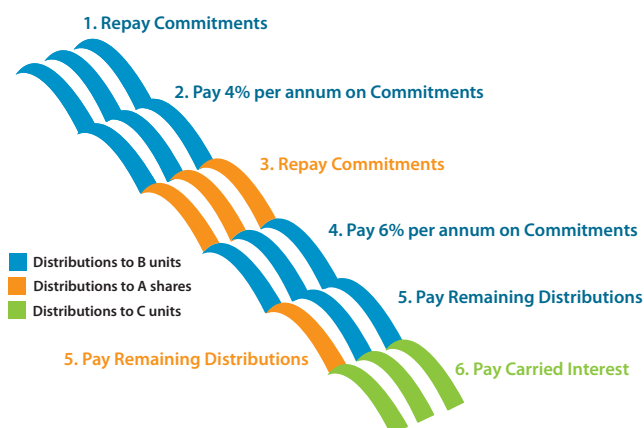 1. Repay Commitments
2. Pay 4% per annum on Commitments
3. Repay Commitments
4. Pay 6% per annum on Commitments
Distributions to B units
Distributions to A shares
Distributions to C units
5. Pay Remaining Distributions
5. Pay Remaining Distributions
6. Pay Carried Interest